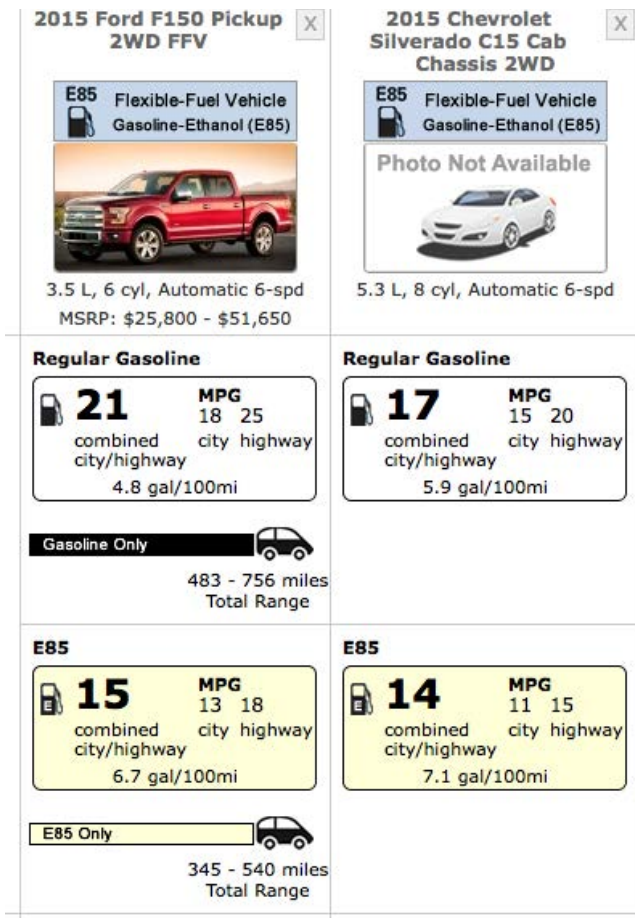 2015 Ford F150 Pickup
2WD FFV
X
E85 Flexible-Fuel Vehicle
Gasoline-Ethanol (E85)
3.5 L, 6 cyl, Automatic 6-spd
MSRP: $25,800 - $51,650
2015 Chevrolet
Silverado C15 Cab
Chassis 2WD
X
E85 Flexible-Fuel Vehicle
Gasoline-Ethanol (E85)
Photo Not Available
5.3 L, 8 cyl, Automatic 6-spd
Regular Gasoline
21 MPG
18 25
combined city highway
city/highway
4.8 gal/100mi
Gasoline Only
483 - 756 miles
Total Range
Regular Gasoline
17 MPG
15 20
combined city highway
city/highway
5.9 gal/100mi
E85
E 15 MPG
13 18
combined city highway
city/highway
6.7 gal/100mi
E85 Only
345 - 540 miles
Total Range
E85
E 14 MPG
11 15
combined city highway
city/highway
7.1 gal/100mi